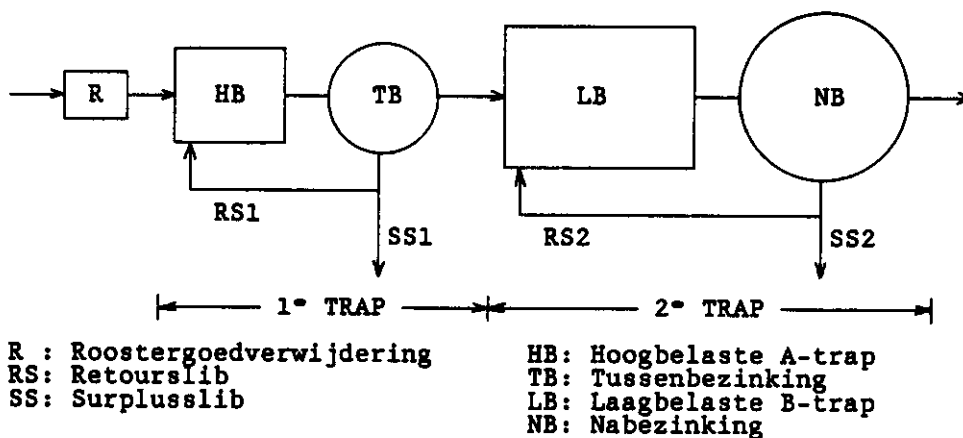 R
HB
TB
LB
NB
RS1
SS1
RS2
SS2
1e TRAP
2e TRAP
R : Roostergoedverwijdering
RS: Retourslib
SS: Surplusslib
HB: Hoogbelaste A-trap
TB: Tussenbezinking
LB: Laagbelaste B-trap
NB: Nabezinking